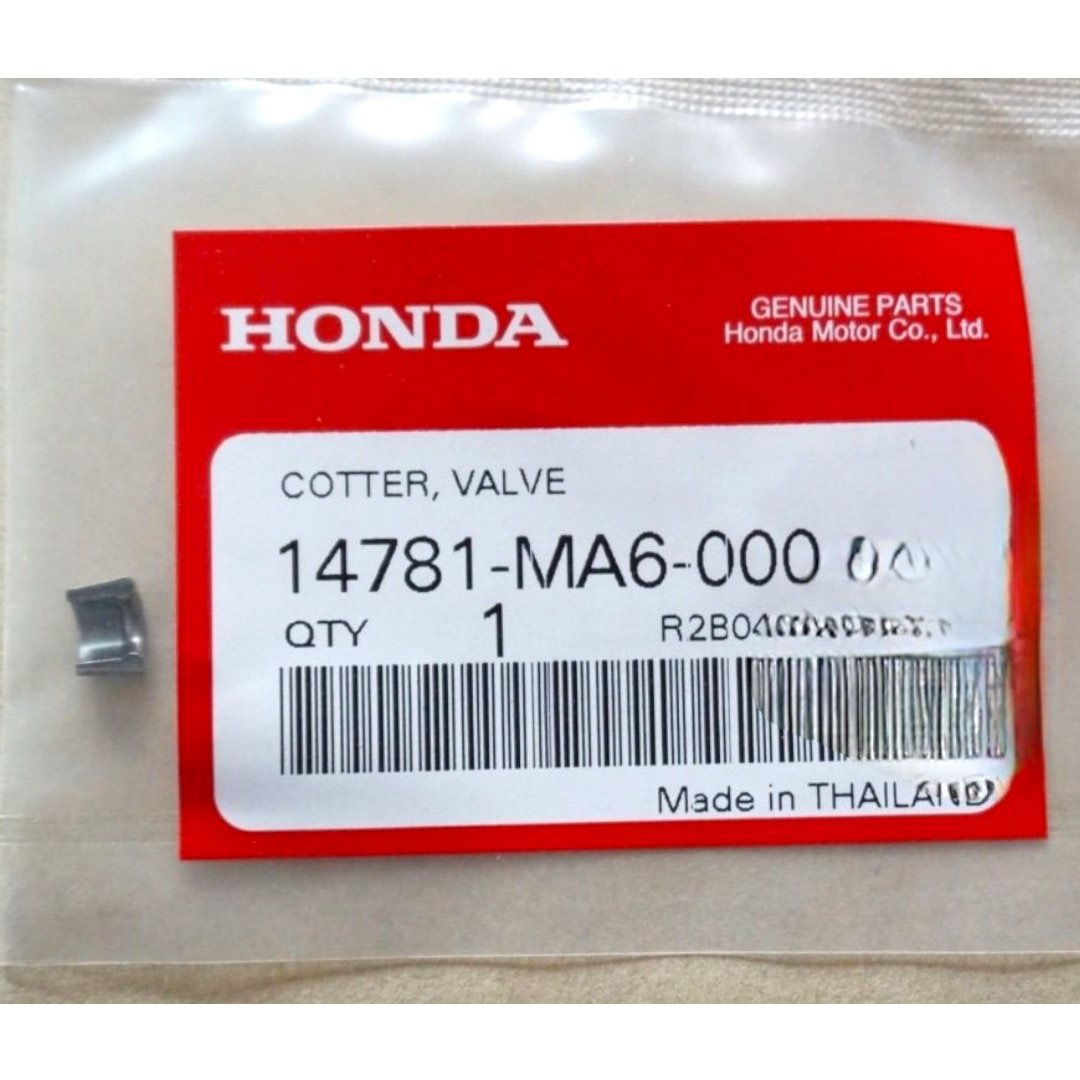 HONDA
GENUINE PARTS
Honda Motor Co., Ltd.
COTTER, VALVE
14781-MA6-000
QTY 1
Made in THAILAND